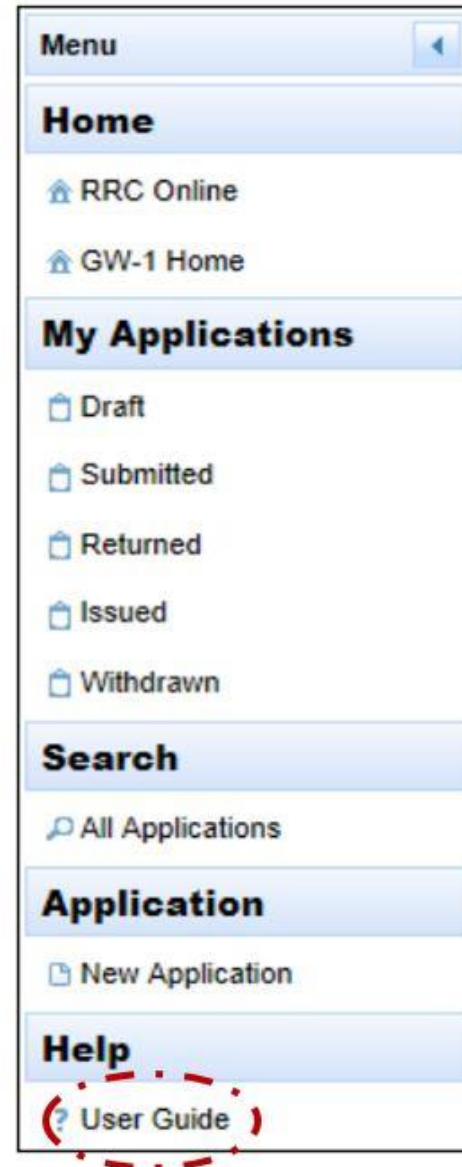 Menu
Home
RRC Online
GW-1 Home
My Applications
Draft
Submitted
Returned
Issued
Withdrawn
Search
All Applications
Application
New Application
Help
? User Guide